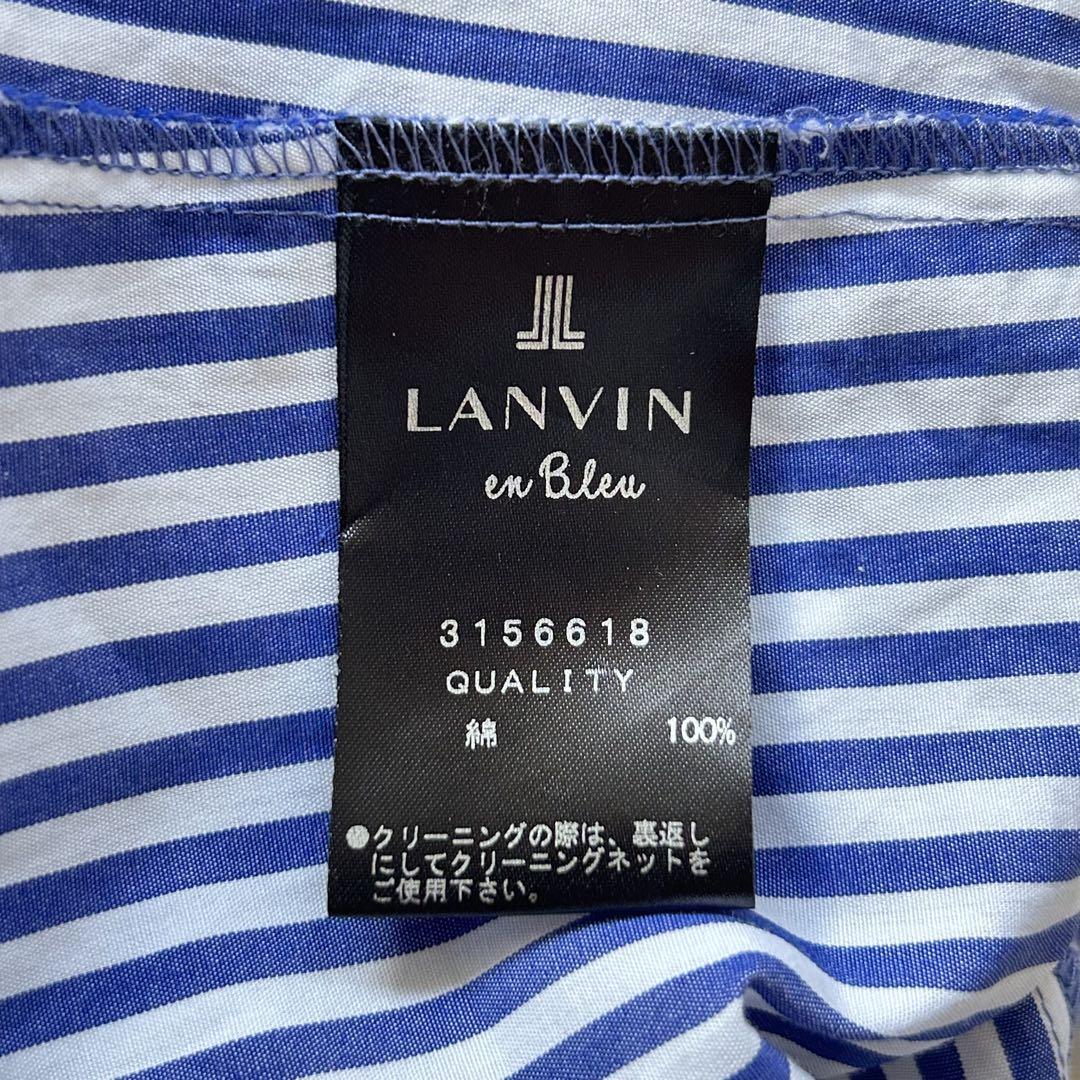 LANVIN
en Bleu
3156618
QUALITY
綿 100%
●クリーニングの際は、裏返し
にしてクリーニングネットを
ご使用下さい。